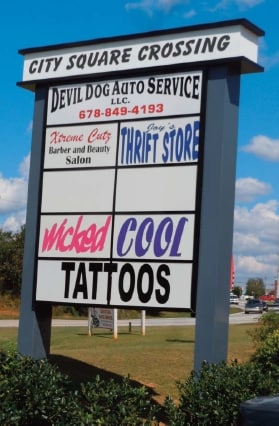 CITY SQUARE CROSSING
DEVIL DOG AUTO SERVICE
LLC.
678-849-4193
Xtreme Cutz
Barber and Beauty
Salon
Jay's
THRIFT STORE
wicked COOL
TATTOOS